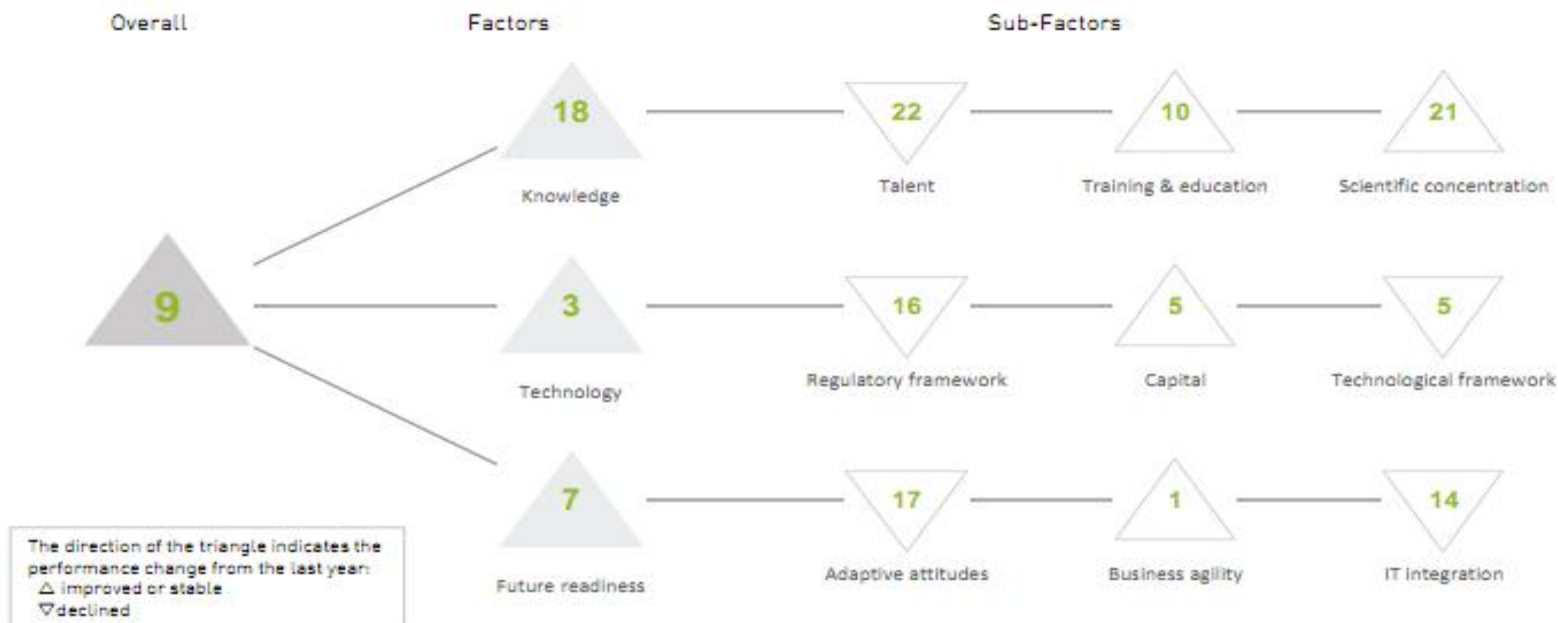 Overall Factors Sub-Factors
18 22 10 21
Knowledge Talent Training & education Scientific concentration
9 3 16 5 5
Technology Regulatory framework Capital Technological framework
7 17 1 14
Future readiness Adaptive attitudes Business agility IT integration
The direction of the triangle indicates the
performance change from the last year:
△ improved or stable
▽declined